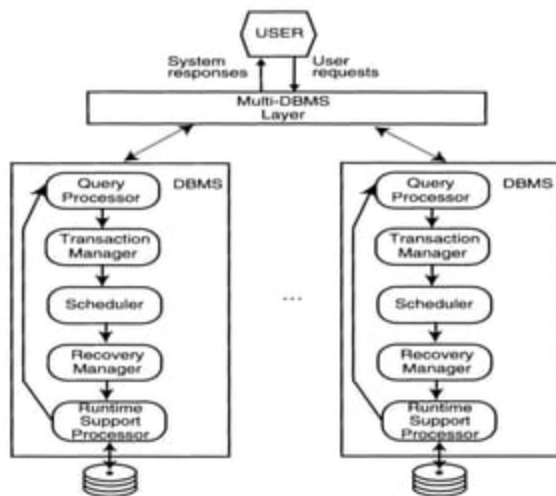 USER
System
responses
User
requests
Multi-DBMS
Layer
DBMS
Query
Processor
Transaction
Manager
Scheduler
Recovery
Manager
Runtime
Support
Processor
...
DBMS
Query
Processor
Transaction
Manager
Scheduler
Recovery
Manager
Runtime
Support
Processor